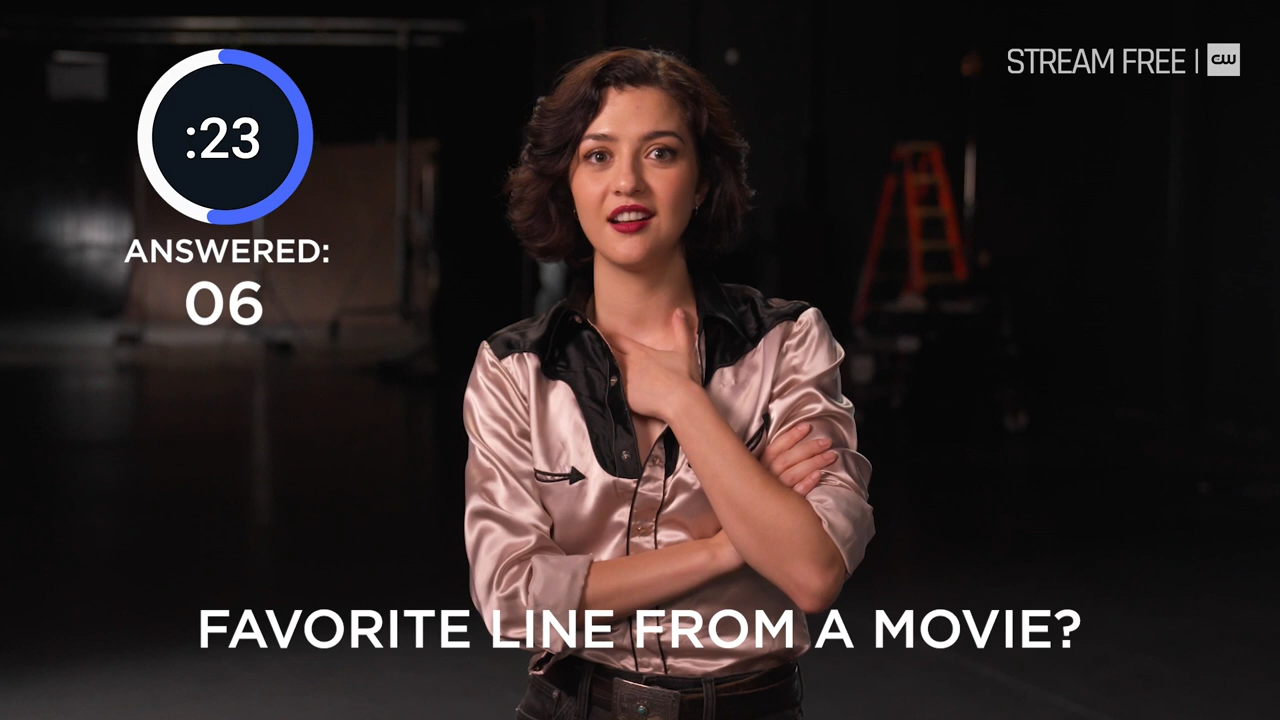 STREAM FREE | CW
:23
ANSWERED:
06
FAVORITE LINE FROM A MOVIE?